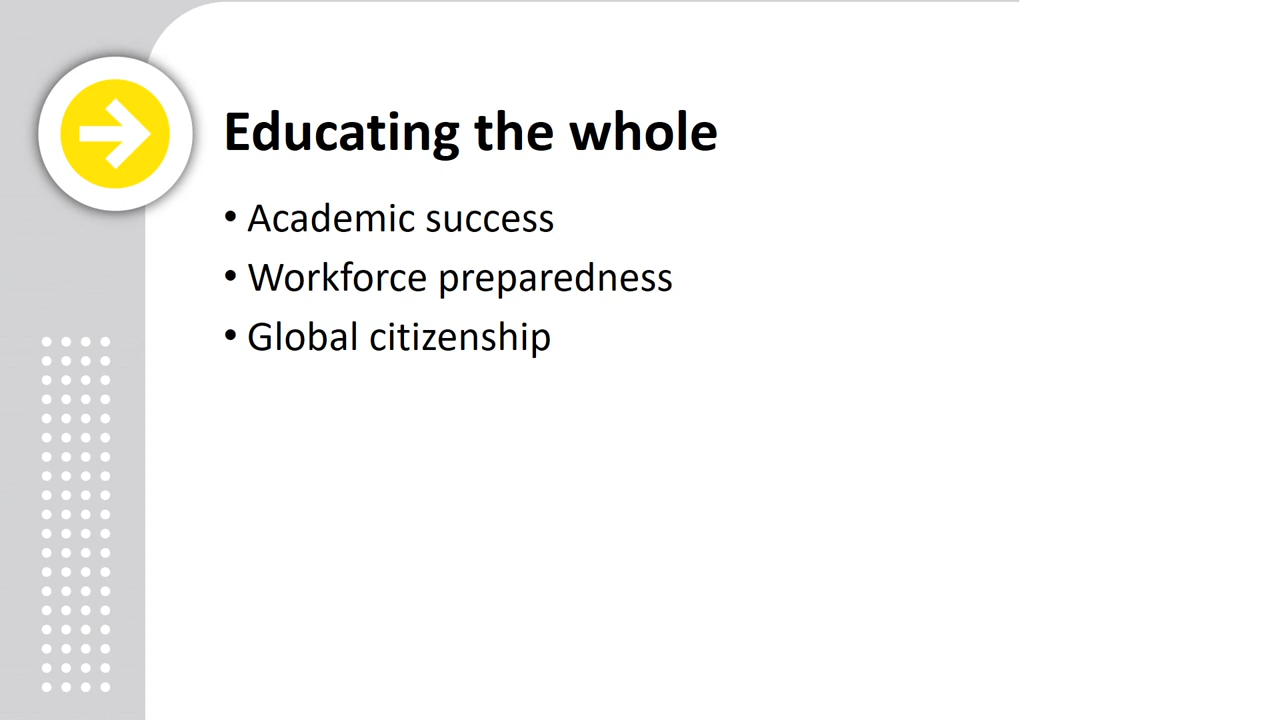 Educating the whole
• Academic success
• Workforce preparedness
• Global citizenship